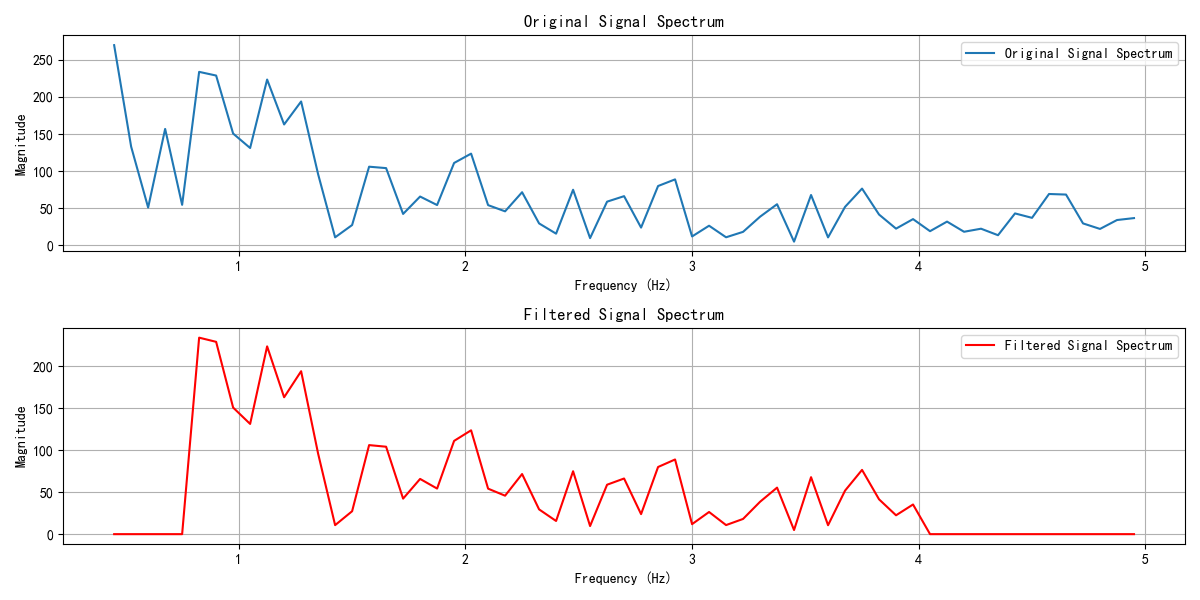 Original Signal Spectrum
Original Signal Spectrum
Magnitude
250
200
150
100
50
0
1
2
3
4
5
Frequency (Hz)
Filtered Signal Spectrum
Filtered Signal Spectrum
Magnitude
200
150
100
50
0
1
2
3
4
5
Frequency (Hz)